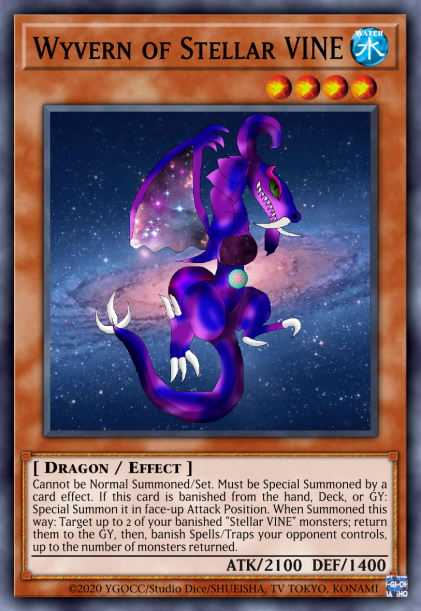 Wyvern of Stellar VINE
WATER
水
[ Dragon / Effect ]
Cannot be Normal Summoned/Set. Must be Special Summoned by a
card effect. If this card is banished from the hand, Deck, or GY:
Special Summon it in face-up Attack Position. When Summoned this
way: Target up to 2 of your banished "Stellar VINE" monsters; return
them to the GY, then, banish Spells/Traps your opponent controls,
up to the number of monsters returned.
ATK/2100 DEF/1400
©2020 YGOCC/Studio Dice/SHUEISHA, TV TOKYO, KONAMI